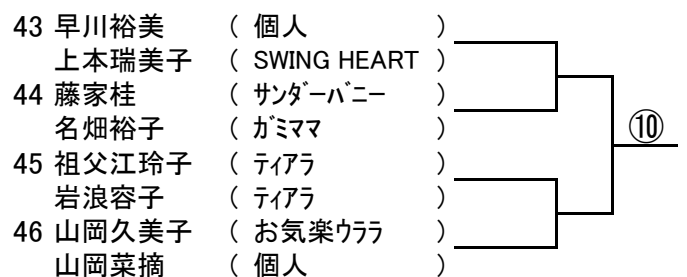 43 早川裕美 ( 個人 )
上本瑞美子 ( SWING HEART )
44 藤家桂 ( サンダーバニー )
名畑裕子 ( ガミママ )
⑩
45 祖父江玲子 ( ティアラ )
岩浪容子 ( ティアラ )
46 山岡久美子 ( お気楽ウララ )
山岡菜摘 ( 個人 )